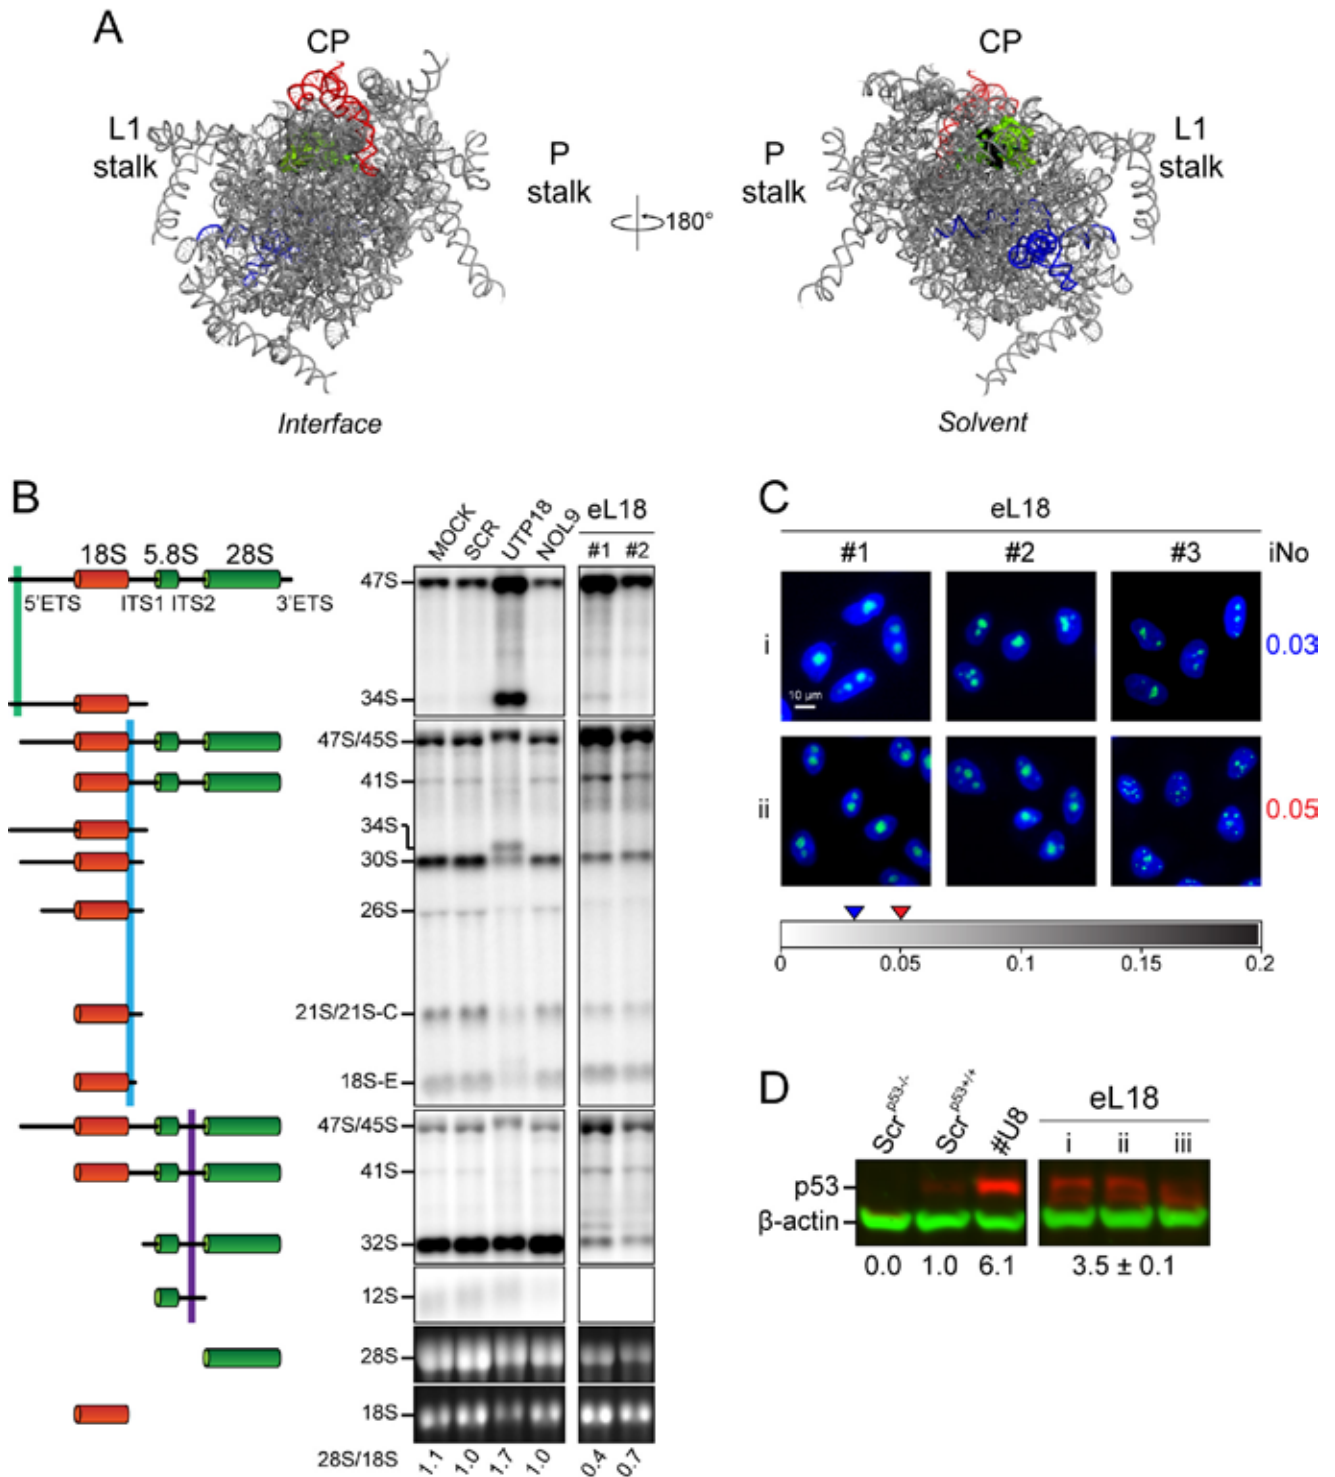 A
CP
CP
L1
stalk
P
stalk
180°
P
stalk
L1
stalk
Interface
Solvent
B
18S 5.8S 28S
5'ETS ITS1 ITS2 3'ETS
MOCK SCR UTP18 NOL9
eL18
#1 #2
47S
34S
47S/45S
41S
34S
30S
26S
21S/21S-C
18S-E
47S/45S
41S
32S
12S
28S
18S
28S/18S 1.1 1.0 1.7 1.0 0.4 0.7
C
eL18
#1 #2 #3 iNo
i
10 µm
0.03
ii
0.05
0 0.05 0.1 0.15 0.2
D
Scr p53-/- Scr p53+/+ #U8
eL18
i ii iii
p53
β-actin
0.0 1.0 6.1 3.5 ± 0.1